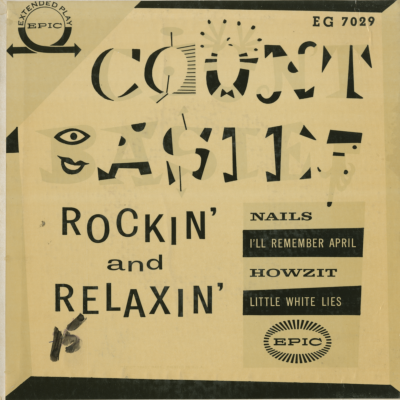 EXTENDED PLAY
EPIC
EG 7029
COUNT
BASIE
ROCKIN'
and
RELAXIN'
NAILS
I'LL REMEMBER APRIL
HOWZIT
LITTLE WHITE LIES
EPIC